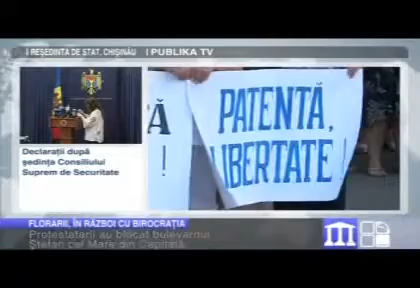 | REȘEDINȚA DE STAT, CHIȘINĂU | PUBLIKA TV
Ă
!
PATENTĂ,
LIBERTATE !
Declarații după
ședința Consiliului
Suprem de Securitate
FLORARII, ÎN RĂZBOI CU BIROCRAȚIA
Protestatarii au blocat bulevardul
Ștefan cel Mare din Capitală